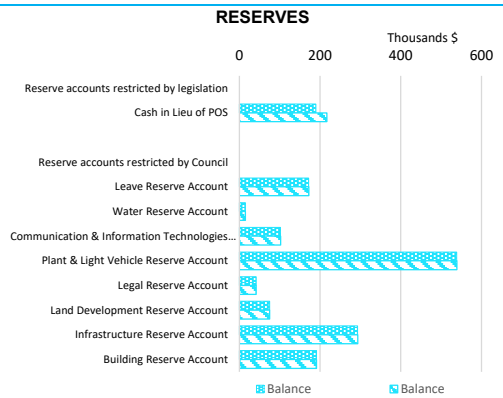 RESERVES
Thousands $
0 200 400 600
Reserve accounts restricted by legislation
Cash in Lieu of POS
Reserve accounts restricted by Council
Leave Reserve Account
Water Reserve Account
Communication & Information Technologies...
Plant & Light Vehicle Reserve Account
Legal Reserve Account
Land Development Reserve Account
Infrastructure Reserve Account
Building Reserve Account
Balance Balance